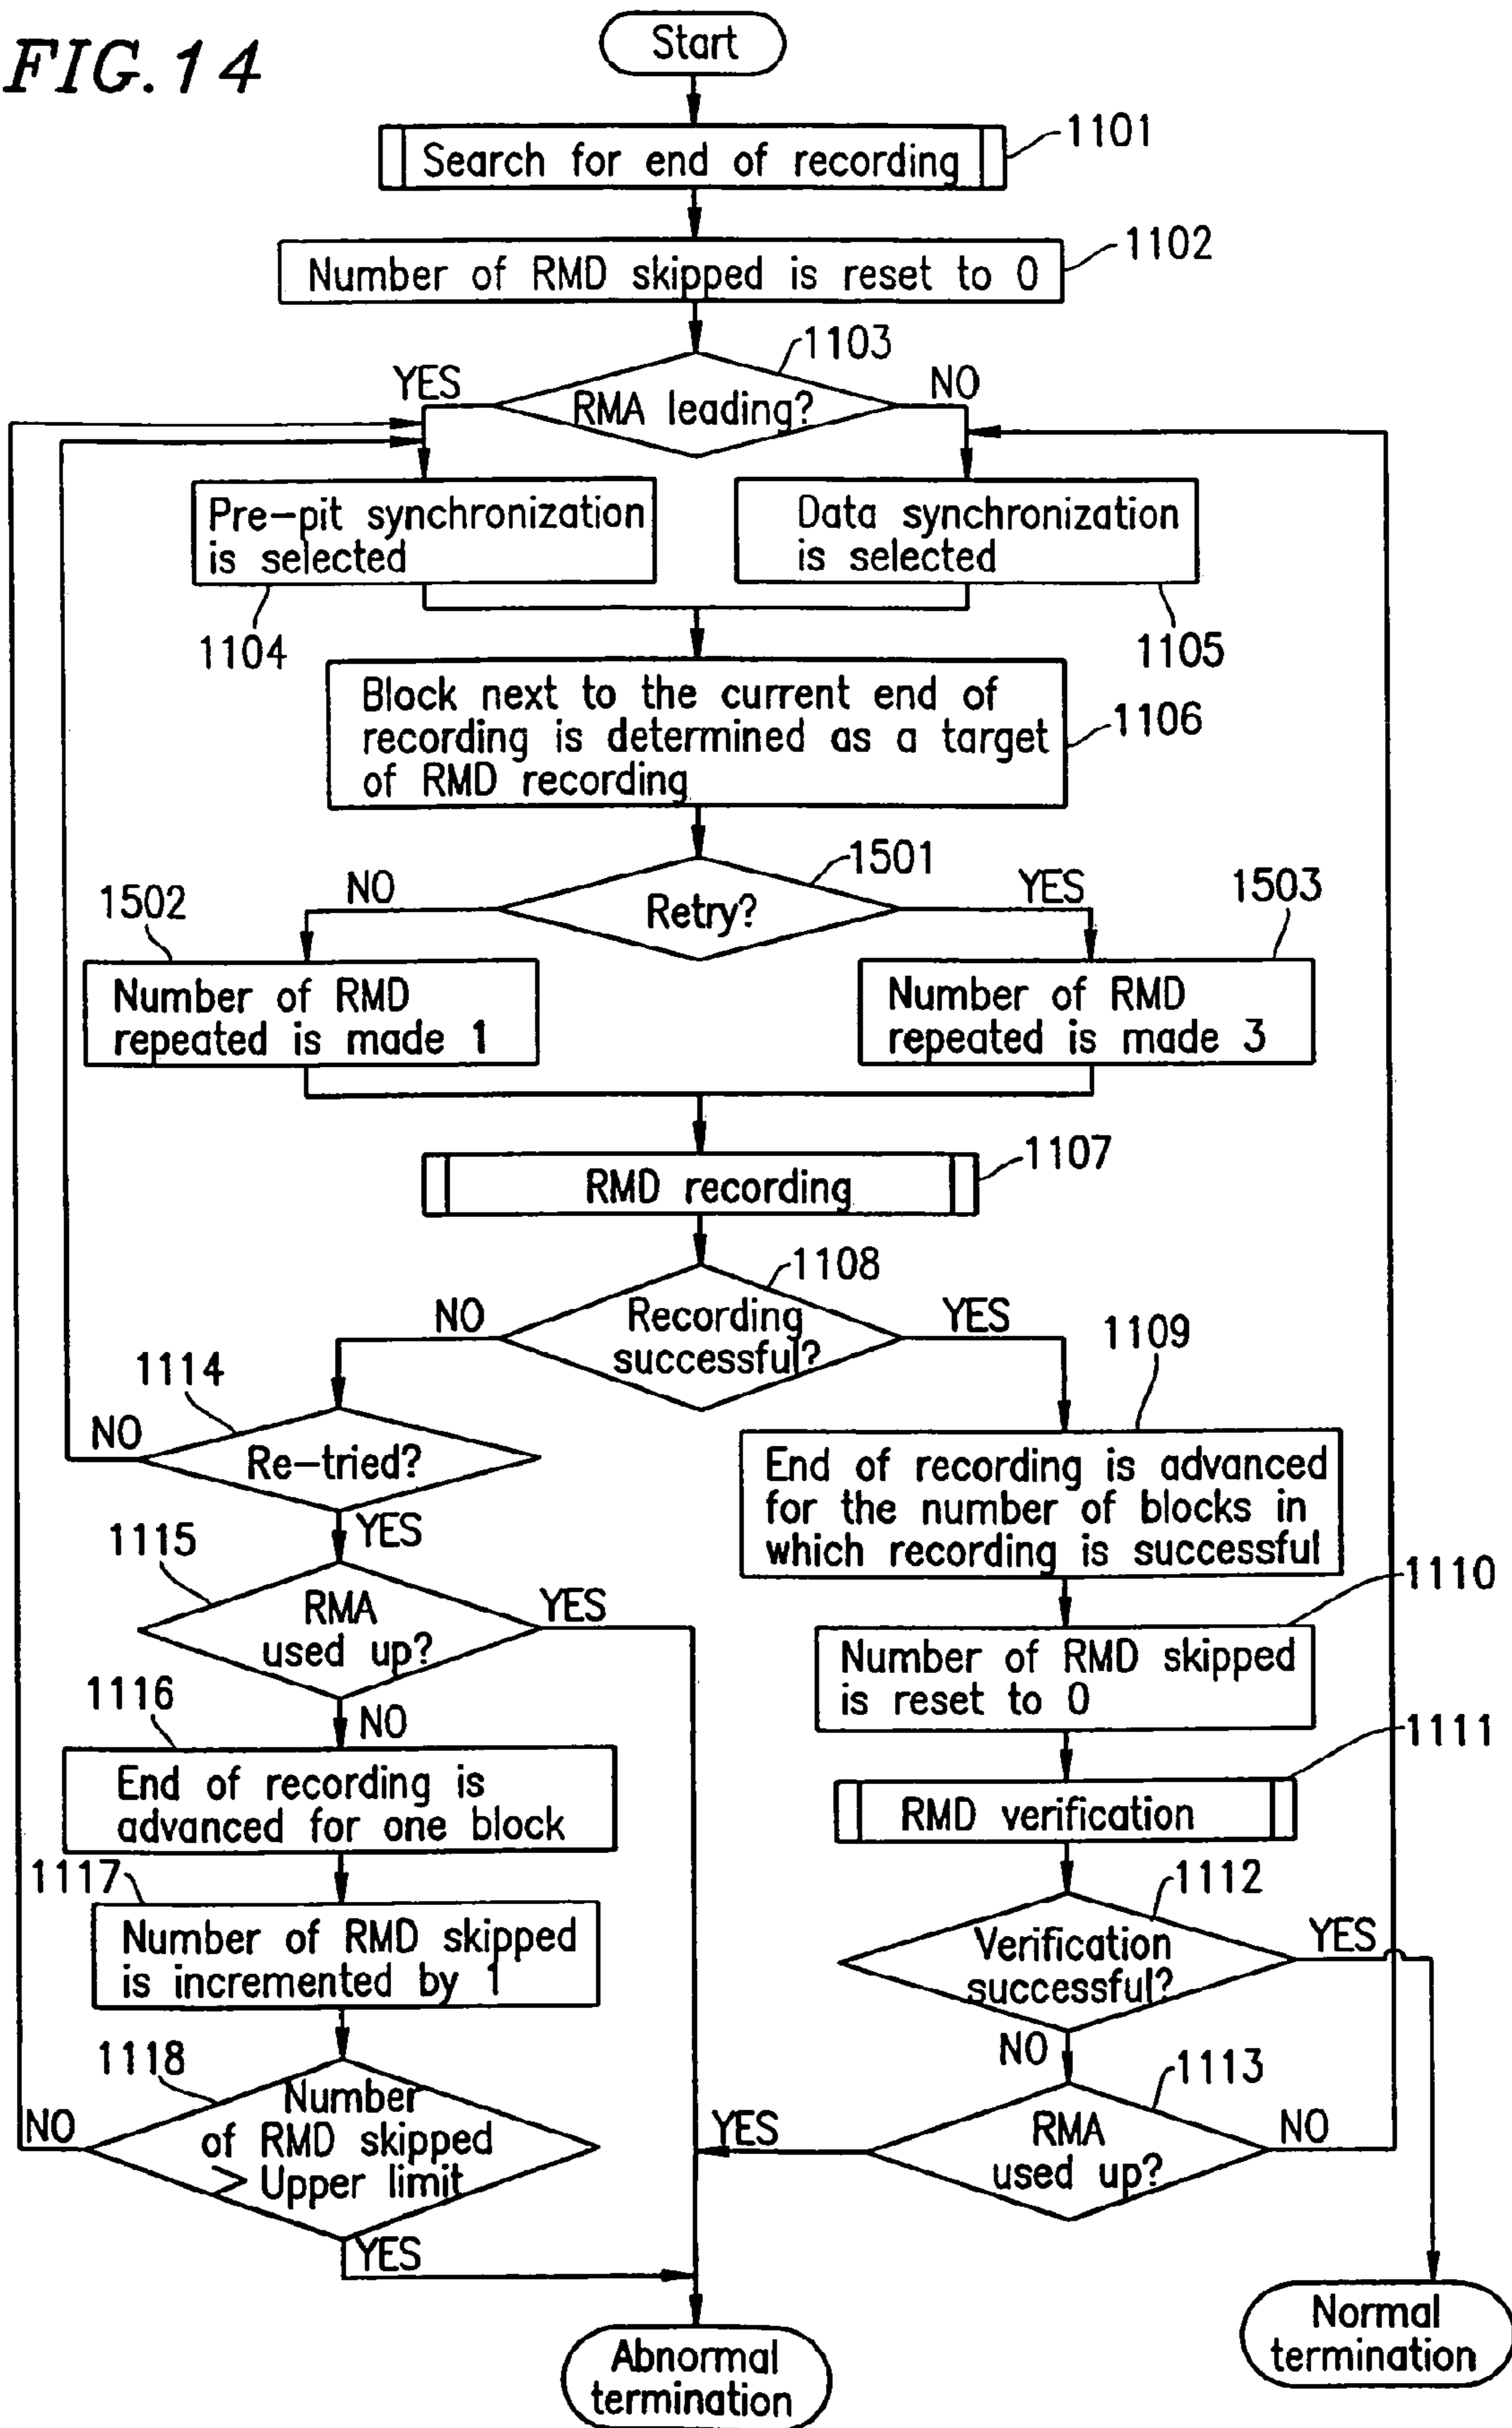 FIG. 14
Start
Search for end of recording
1101
Number of RMD skipped is reset to 0
1102
1103
YES
RMA leading?
NO
Pre-pit synchronization
is selected
1104
Data synchronization
is selected
1105
Block next to the current end of
recording is determined as a target
of RMD recording
1106
1501
NO
Retry?
YES
1502
Number of RMD
repeated is made 1
1503
Number of RMD
repeated is made 3
RMD recording
1107
1108
NO
Recording
successful?
YES
1114
NO
Re-tried?
YES
1109
End of recording is advanced
for the number of blocks in
which recording is successful
1115
RMA
used up?
YES
NO
1110
Number of RMD skipped
is reset to 0
1116
End of recording is
advanced for one block
1111
RMD verification
1117
Number of RMD skipped
is incremented by 1
1112
Verification
successful?
YES
NO
1118
Number
of RMD skipped
> Upper limit
NO
YES
1113
YES
RMA
used up?
NO
Abnormal
termination
Normal
termination